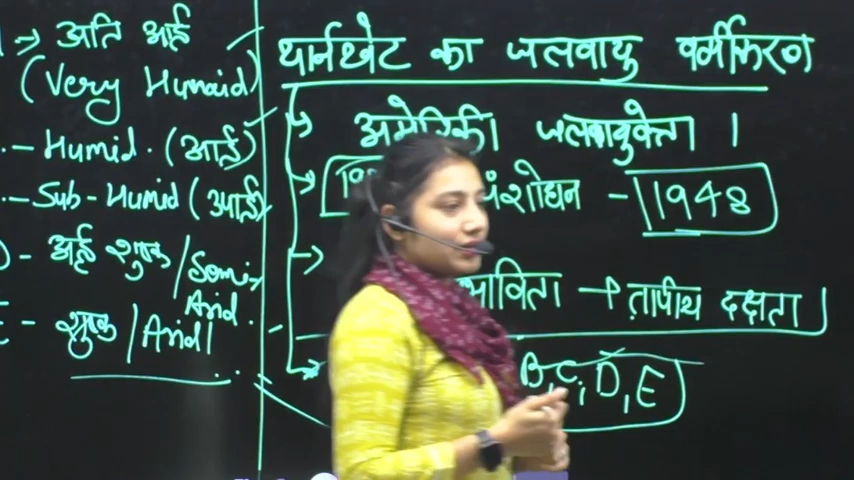 → अति आर्द्र
(Very Humaid)
- Humid. (आर्द्र)
- Sub-Humid (उपार्द्र)
- आर्द्र शुष्क / Semi-
Arid.
E - शुष्क / Arid
थार्नथ्वेट का जलवायु वर्गीकरण
अमेरिकी जलवायुवेत्ता ।
संशोधन - 1948
→ तापीय दक्षता
B, C, D, E